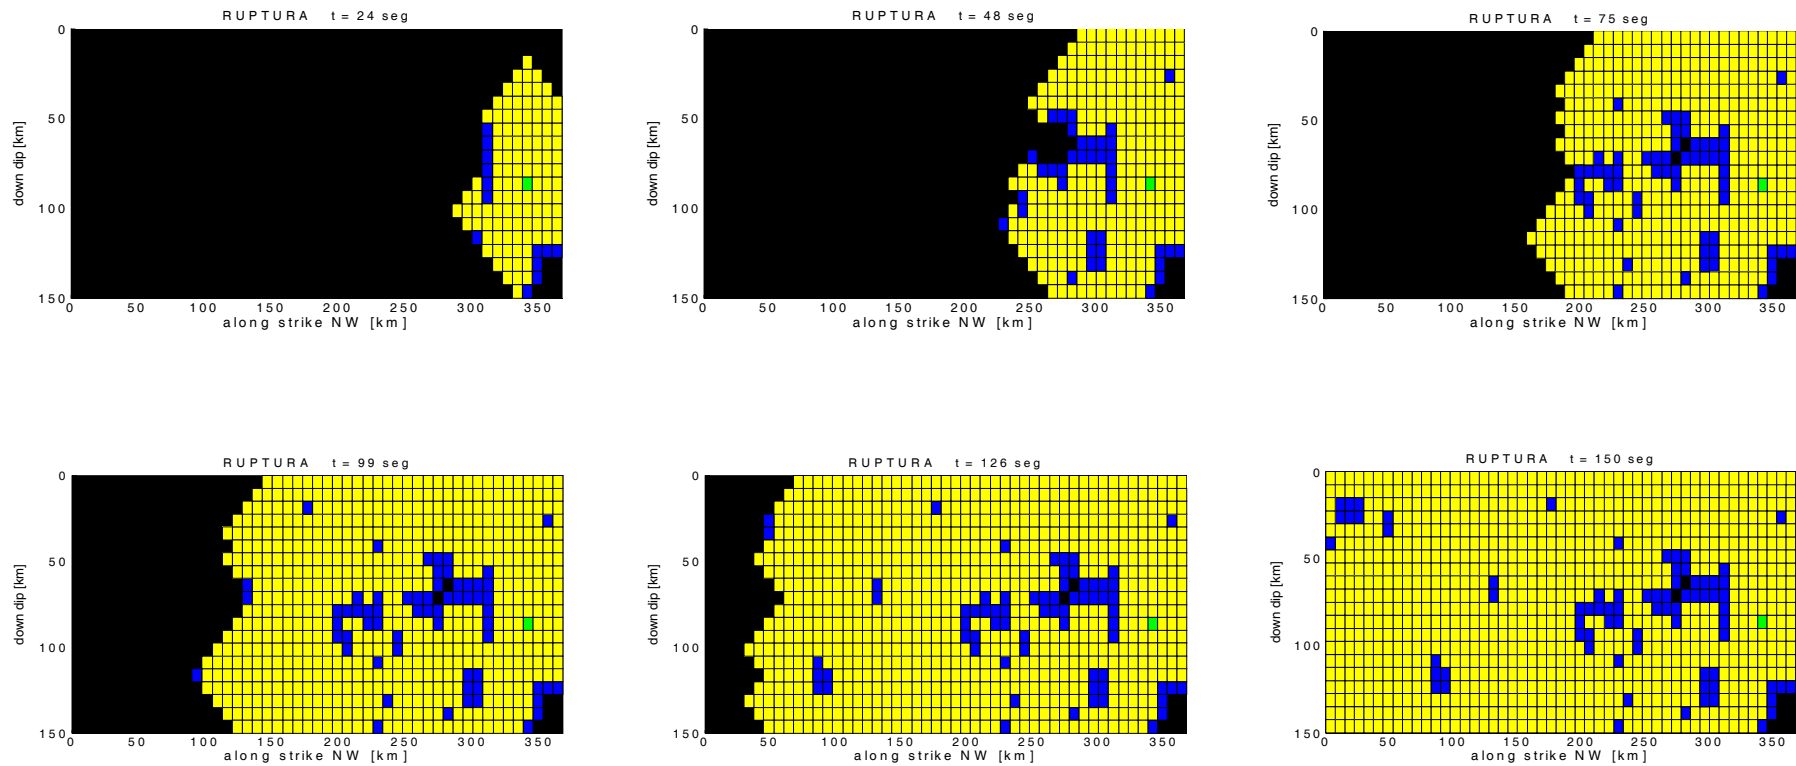 RUPTURA t = 24 seg
0
50
100
150
down dip [km]
0 50 100 150 200 250 300 350
along strike NW [km]
RUPTURA t = 48 seg
0
50
100
150
down dip [km]
0 50 100 150 200 250 300 350
along strike NW [km]
RUPTURA t = 75 seg
0
50
100
150
down dip [km]
0 50 100 150 200 250 300 350
along strike NW [km]
RUPTURA t = 99 seg
0
50
100
150
down dip [km]
0 50 100 150 200 250 300 350
along strike NW [km]
RUPTURA t = 126 seg
0
50
100
150
down dip [km]
0 50 100 150 200 250 300 350
along strike NW [km]
RUPTURA t = 150 seg
0
50
100
150
down dip [km]
0 50 100 150 200 250 300 350
along strike NW [km]